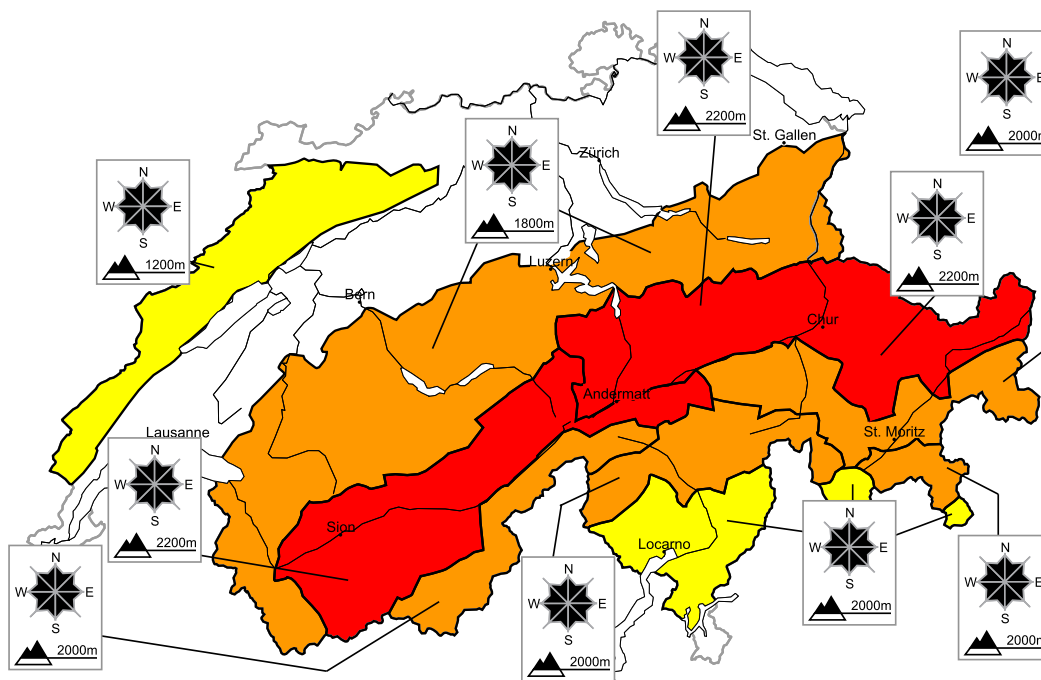 N
W E
S
2200m
N
W E
S
2000m
St. Gallen
Zürich
N
W E
S
1800m
N
W E
S
1200m
N
W E
S
2200m
Luzern
Bern
Chur
Andermatt
St. Moritz
Lausanne
N
W E
S
2200m
Sion
Locarno
N
W E
S
2000m
N
W E
S
2000m
N
W E
S
2000m
N
W E
S
2000m